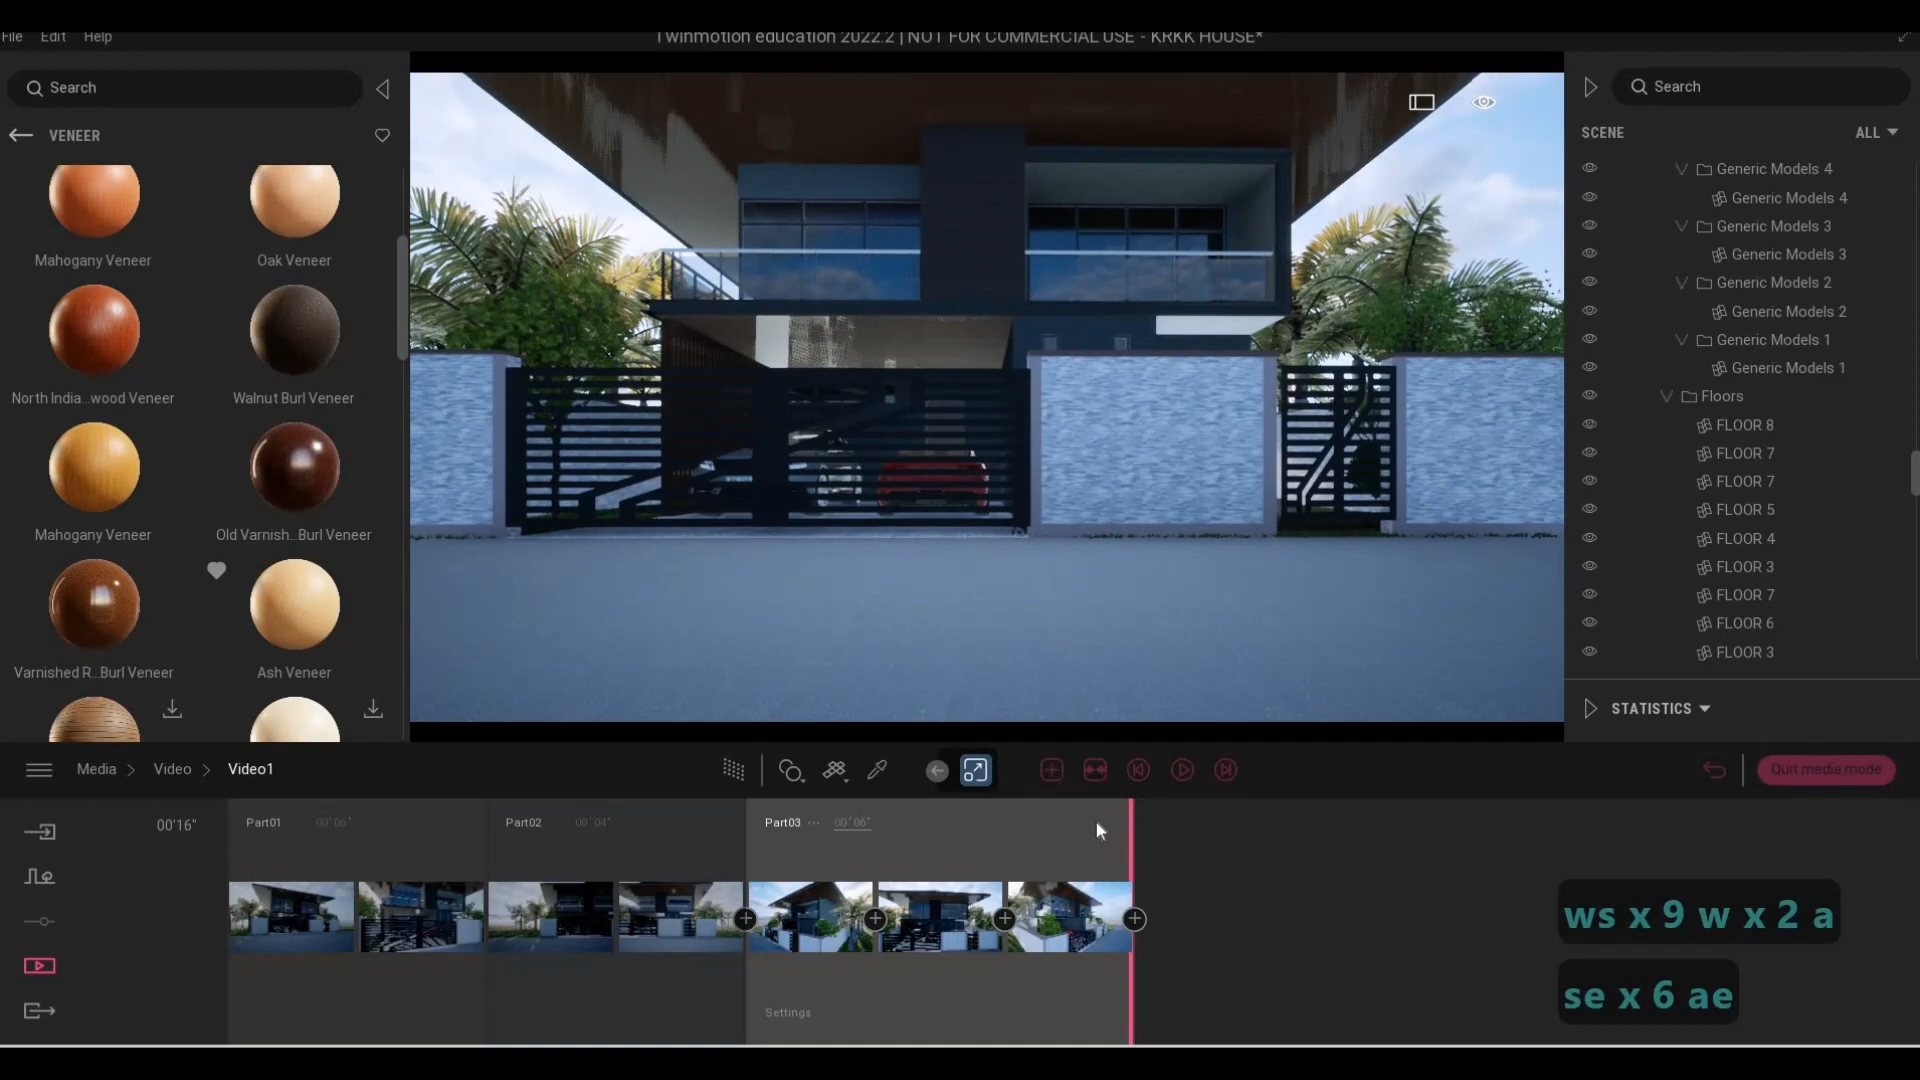 File Edit Help
Twinmotion education 2022.2 | NOT FOR COMMERCIAL USE - KRKK HOUSE*
Search
VENEER
Mahogany Veneer
Oak Veneer
North India...wood Veneer
Walnut Burl Veneer
Mahogany Veneer
Old Varnish...Burl Veneer
Varnished R...Burl Veneer
Ash Veneer
Search
SCENE
ALL
Generic Models 4
Generic Models 4
Generic Models 3
Generic Models 3
Generic Models 2
Generic Models 2
Generic Models 1
Generic Models 1
Floors
FLOOR 8
FLOOR 7
FLOOR 7
FLOOR 5
FLOOR 4
FLOOR 3
FLOOR 7
FLOOR 6
FLOOR 3
STATISTICS
Media
Video
Video1
Quit media mode
00'16"
Part01 00'06"
Part02 00'04"
Part03 ... 00'06"
Settings
ws x 9 w x 2 a
se x 6 ae